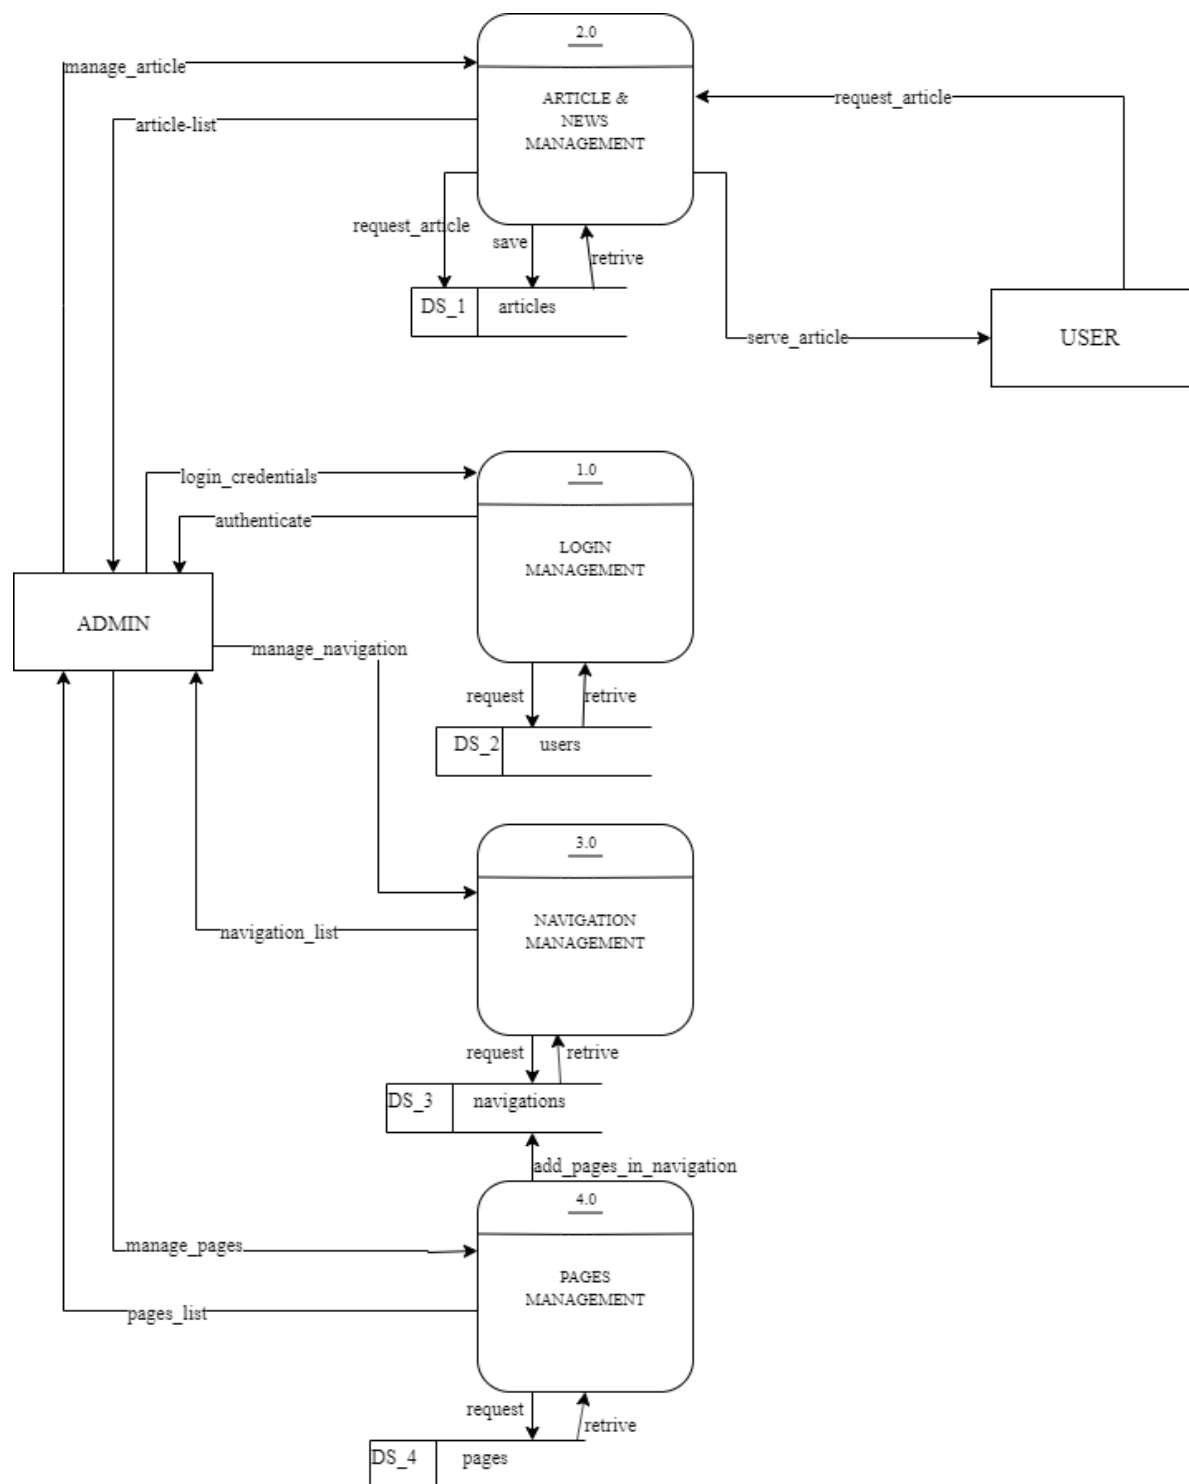 2.0
manage_article
ARTICLE &
NEWS
MANAGEMENT
request_article
article-list
request_article
save
retrive
DS_1
articles
serve_article
USER
1.0
login_credentials
authenticate
LOGIN
MANAGEMENT
ADMIN
manage_navigation
request
retrive
DS_2
users
3.0
NAVIGATION
MANAGEMENT
navigation_list
request
retrive
DS_3
navigations
add_pages_in_navigation
4.0
manage_pages
PAGES
MANAGEMENT
pages_list
request
retrive
DS_4
pages